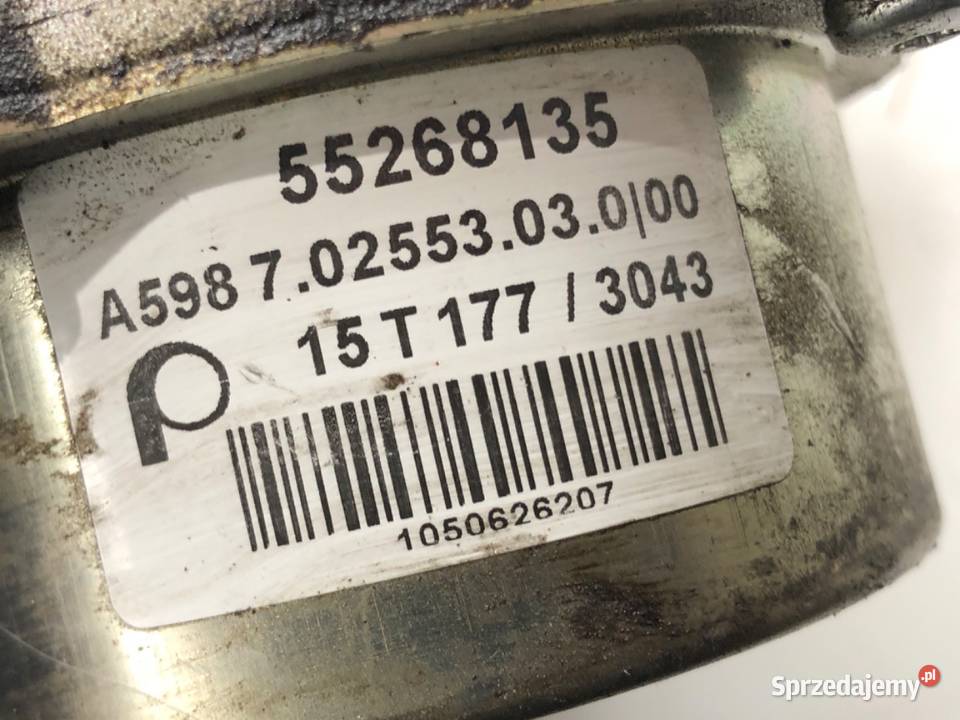 55268135
A598 7.02553.03.0|00
15 T 177 / 3043
1050626207
Sprzedajemy.pl